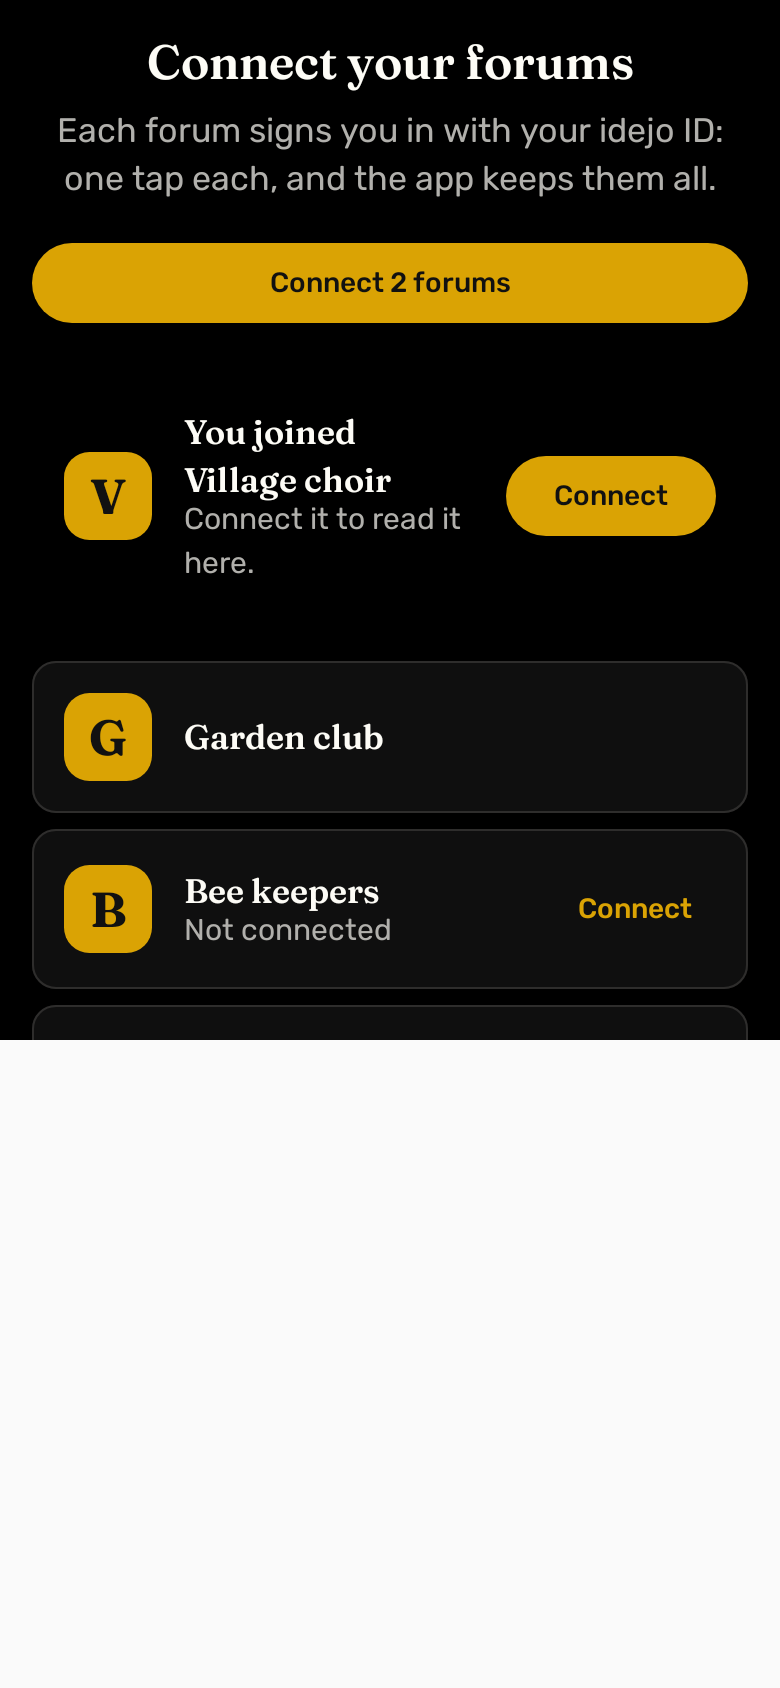 Connect your forums
Each forum signs you in with your idejo ID:
one tap each, and the app keeps them all.
Connect 2 forums
V
You joined
Village choir
Connect it to read it
here.
Connect
G
Garden club
B
Bee keepers
Not connected
Connect